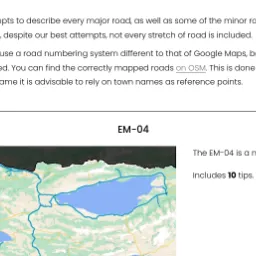 pts to describe every major road, as well as some of the minor ro
, despite our best attempts, not every stretch of road is included.
use a road numbering system different to that of Google Maps, b
ed. You can find the correctly mapped roads on OSM. This is done
ame it is advisable to rely on town names as reference points.
EM-04
The EM-04 is a n
includes 10 tips.